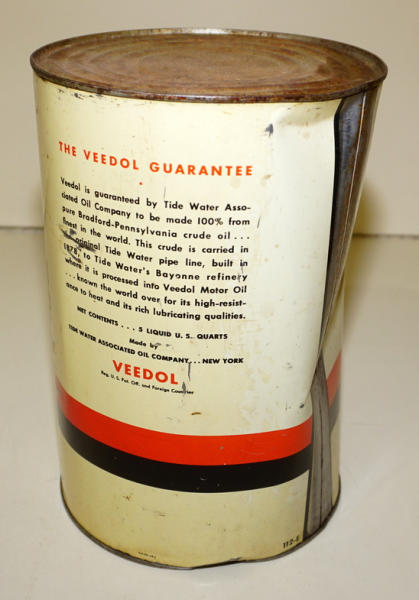 THE VEEDOL GUARANTEE
Veedol is guaranteed by Tide Water Asso-
ciated Oil Company to be made 100% from
pure Bradford-Pennsylvania crude oil...
finest in the world. This crude is carried in
original Tide Water pipe line, built in
1878, to Tide Water's Bayonne refinery
where it is processed into Veedol Motor Oil
...known the world over for its high-resist-
ance to heat and its rich lubricating qualities.
NET CONTENTS...5 LIQUID U.S. QUARTS
Made by
TIDE WATER ASSOCIATED OIL COMPANY...NEW YORK
VEEDOL
Reg. U.S. Pat. Off. and Foreign Countries
112-E